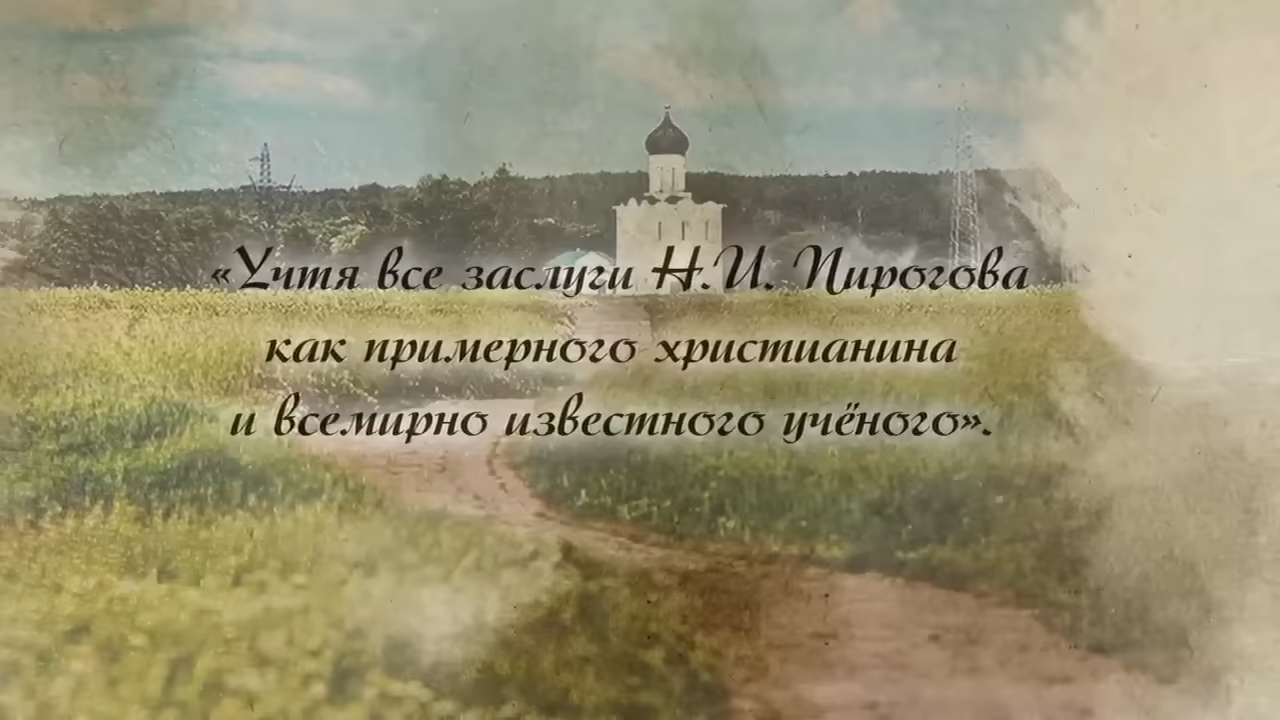 «Учтя все заслуги Н.И. Пирогова
как примерного христианина
и всемирно известного учёного».